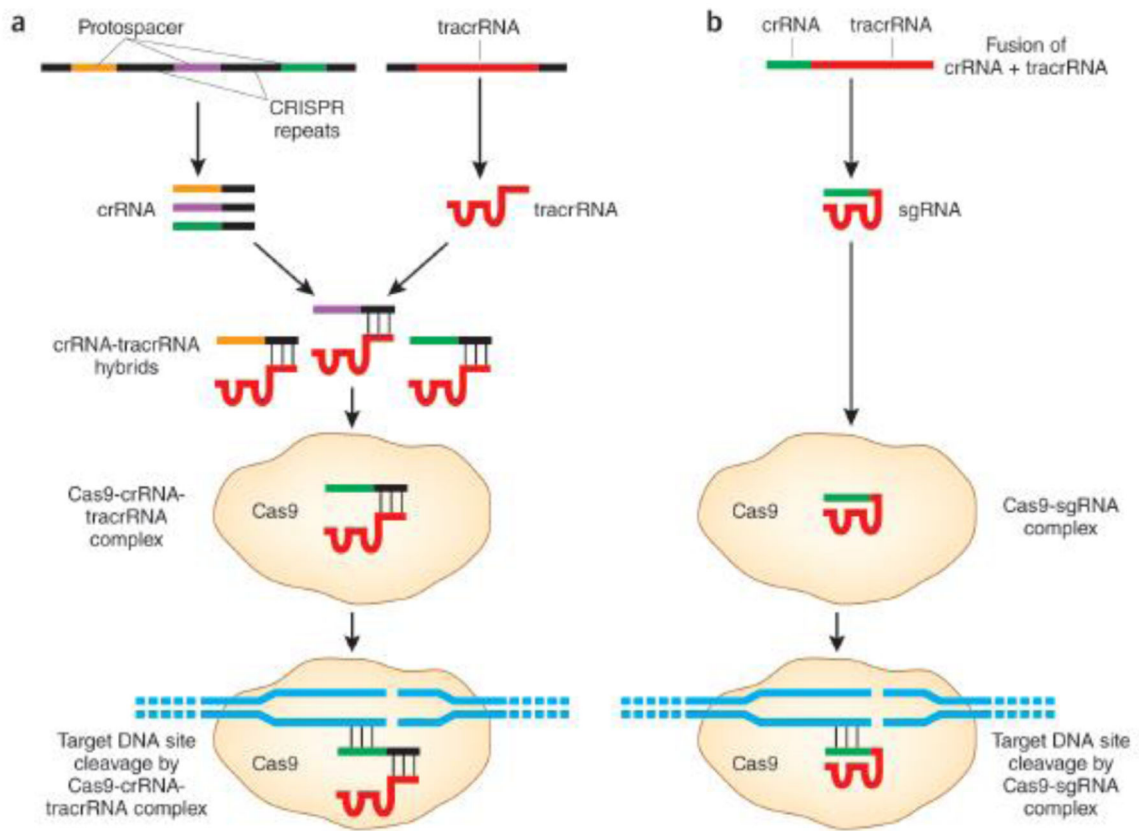 a
Protospacer
tracrRNA
CRISPR
repeats
crRNA
tracrRNA
crRNA-tracrRNA
hybrids
Cas9-crRNA-
tracrRNA
complex
Cas9
Target DNA site
cleavage by
Cas9-crRNA-
tracrRNA complex
Cas9
b
crRNA
tracrRNA
Fusion of
crRNA + tracrRNA
sgRNA
Cas9
Cas9-sgRNA
complex
Cas9
Target DNA site
cleavage by
Cas9-sgRNA
complex